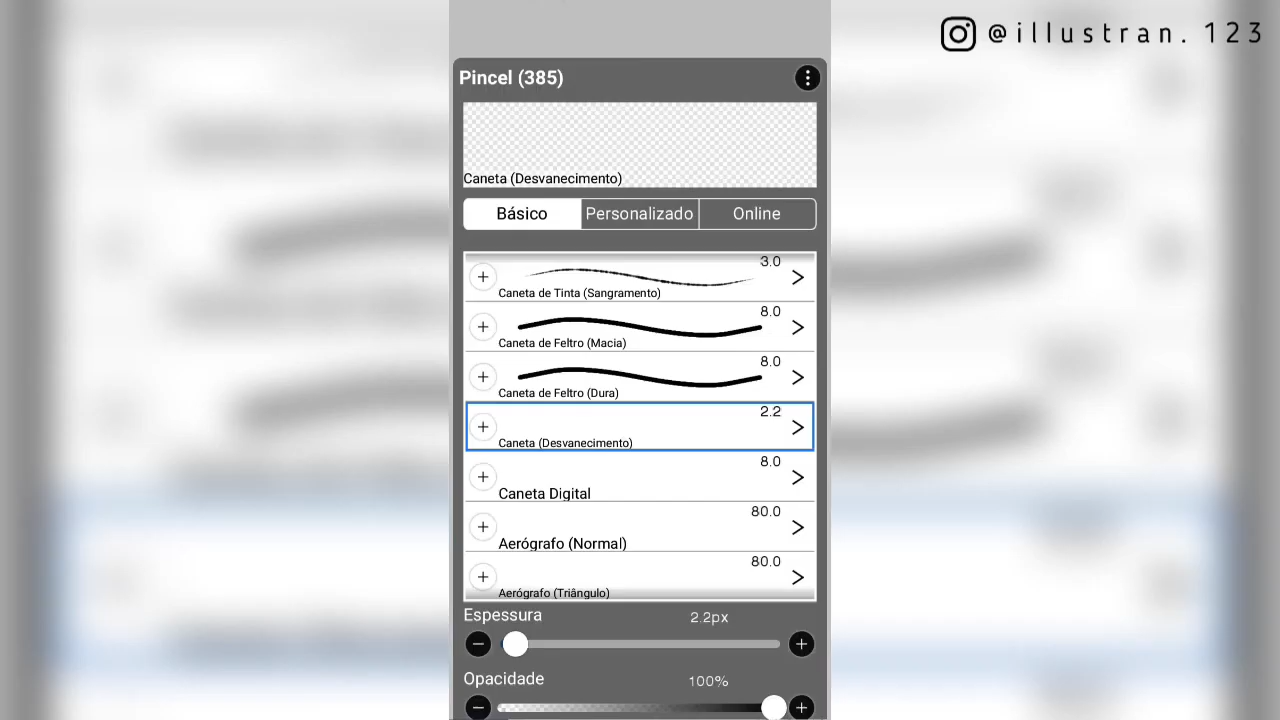 @illustran.123
Pincel (385)
Caneta (Desvanecimento)
Básico Personalizado Online
3.0
Caneta de Tinta (Sangramento)
8.0
Caneta de Feltro (Macia)
8.0
Caneta de Feltro (Dura)
2.2
Caneta (Desvanecimento)
8.0
Caneta Digital
80.0
Aerógrafo (Normal)
80.0
Aerógrafo (Triângulo)
Espessura 2.2px
Opacidade 100%